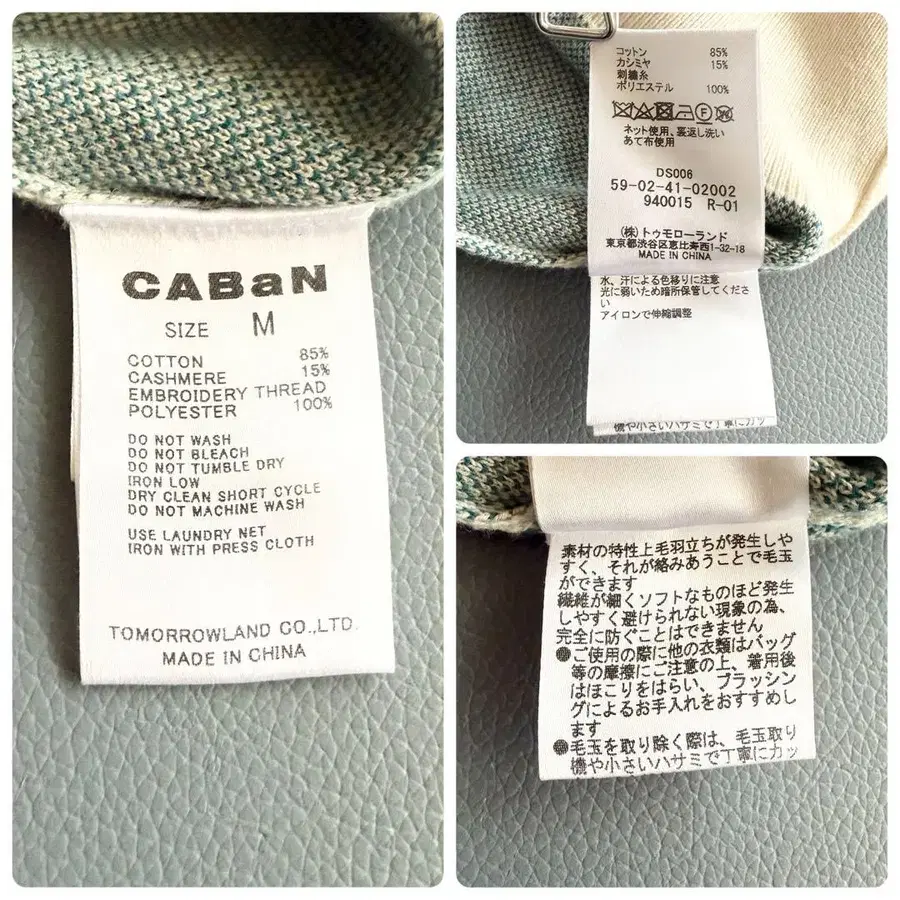 CABaN
SIZE M
COTTON 85%
CASHMERE 15%
EMBROIDERY THREAD
POLYESTER 100%
DO NOT WASH
DO NOT BLEACH
DO NOT TUMBLE DRY
IRON LOW
DRY CLEAN SHORT CYCLE
DO NOT MACHINE WASH
USE LAUNDRY NET
IRON WITH PRESS CLOTH
TOMORROWLAND CO.,LTD.
MADE IN CHINA
コットン 85%
カシミヤ 15%
刺繍糸
ポリエステル 100%
ネット使用、裏返し洗い
あて布使用
DS006
59-02-41-02002
940015 R-01
(株)トゥモローランド
東京都渋谷区恵比寿西1-32-18
MADE IN CHINA
水、汗による色移りに注意
光に弱いため暗所保管してくださ
い
アイロンで伸縮調整
機や小さいハサミで丁寧にカッ
素材の特性上毛羽立ちが発生しや
すく、それが絡みあうことで毛玉
ができます
繊維が細くソフトなものほど発生
しやすく避けられない現象の為、
完全に防ぐことはできません
●ご使用の際に他の衣類はバッグ
等の摩擦にご注意の上、着用後
はほこりをはらい、ブラッシン
グによるお手入れをおすすめし
ます
●毛玉を取り除く際は、毛玉取り
機や小さいハサミで丁寧にカッ